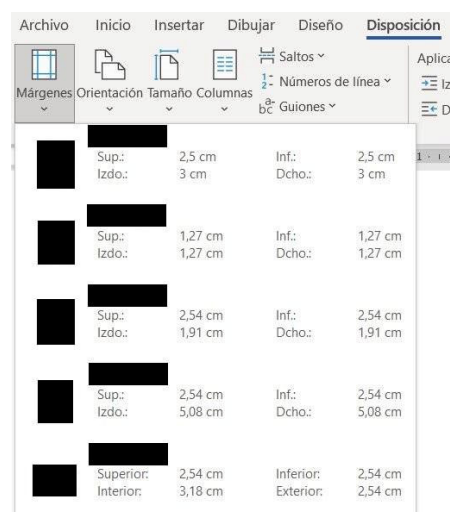 Archivo Inicio Insertar Dibujar Diseño Disposición
Saltos
Aplica
Números de línea
Márgenes Orientación Tamaño Columnas
Guiones
Sup.: 2,5 cm Inf.: 2,5 cm
Izdo.: 3 cm Dcho.: 3 cm
Sup.: 1,27 cm Inf.: 1,27 cm
Izdo.: 1,27 cm Dcho.: 1,27 cm
Sup.: 2,54 cm Inf.: 2,54 cm
Izdo.: 1,91 cm Dcho.: 1,91 cm
Sup.: 2,54 cm Inf.: 2,54 cm
Izdo.: 5,08 cm Dcho.: 5,08 cm
Superior: 2,54 cm Inferior: 2,54 cm
Interior: 3,18 cm Exterior: 2,54 cm